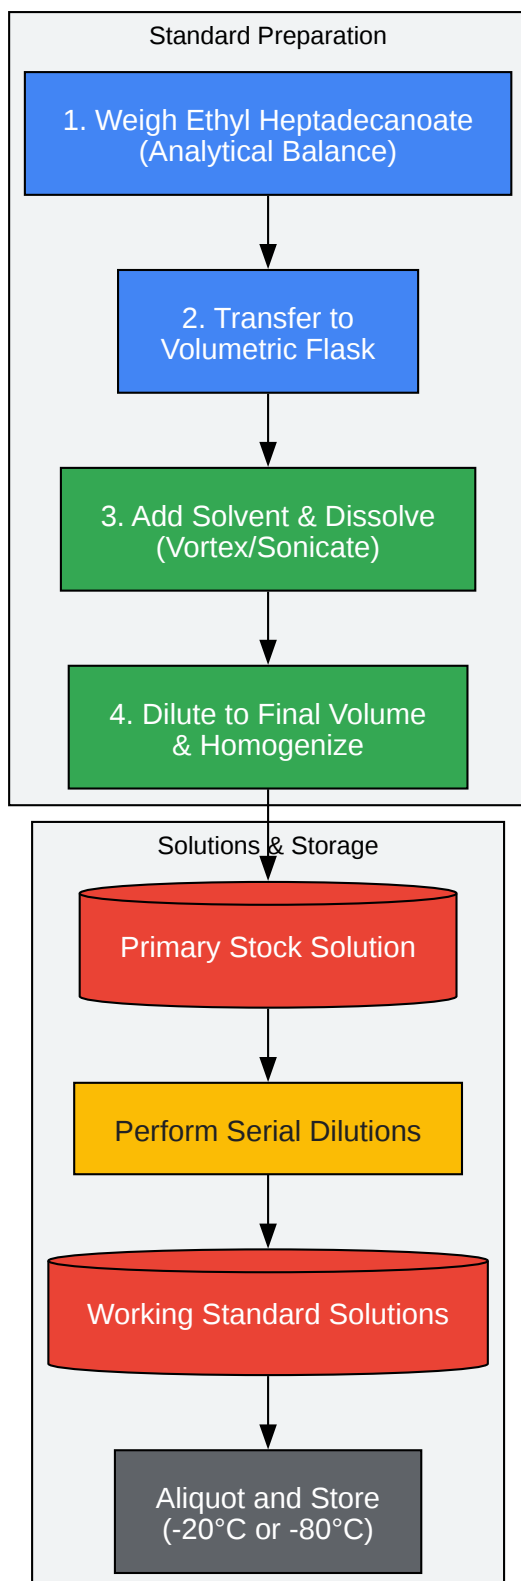 Standard Preparation
1. Weigh Ethyl Heptadecanoate
(Analytical Balance)
2. Transfer to
Volumetric Flask
3. Add Solvent & Dissolve
(Vortex/Sonicate)
4. Dilute to Final Volume
& Homogenize
Solutions & Storage
Primary Stock Solution
Perform Serial Dilutions
Working Standard Solutions
Aliquot and Store
(-20°C or -80°C)